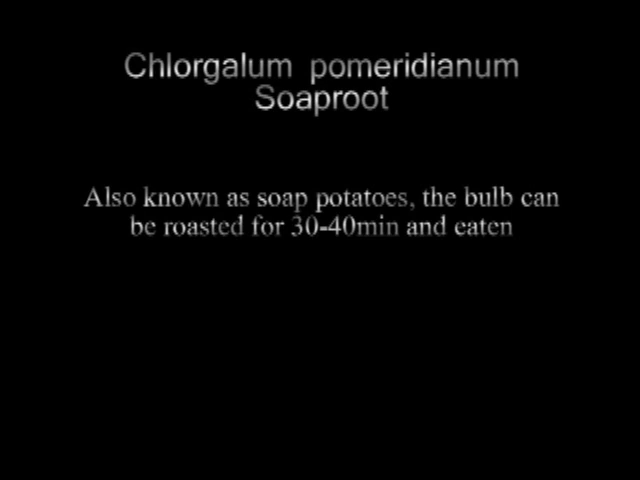 Chlorgalum pomeridianum
Soaproot
Also known as soap potatoes, the bulb can
be roasted for 30-40min and eaten